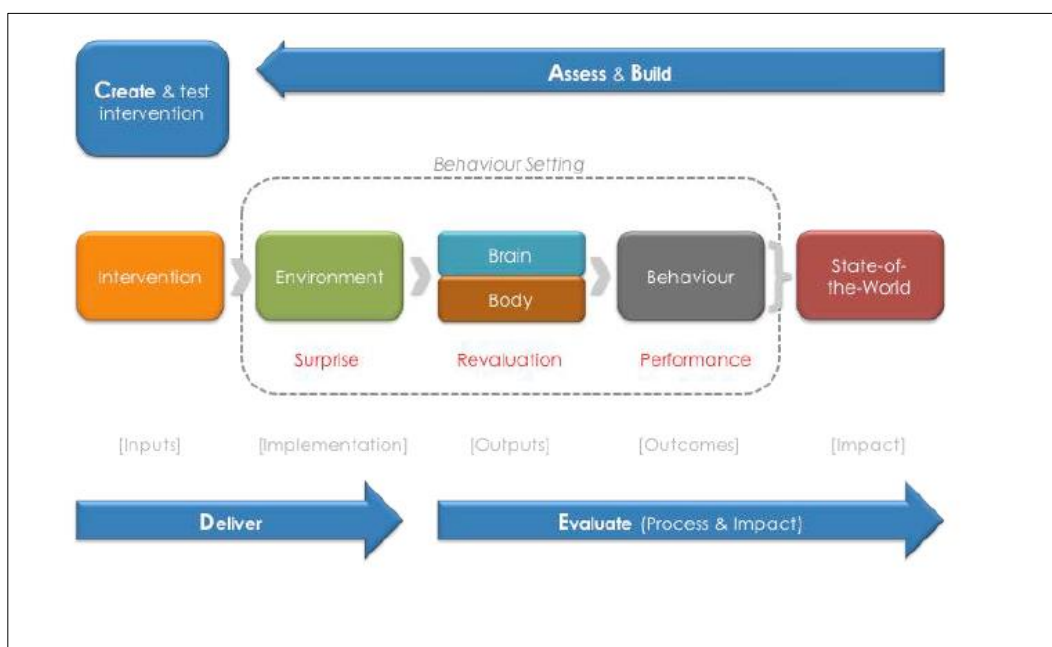 Create & test
intervention
Assess & Build
Behaviour Setting
Intervention
Environment
Brain
Body
Behaviour
State-of-
the-World
Surprise
Revaluation
Performance
[Inputs]
[Implementation]
[Outputs]
[Outcomes]
[Impact]
Deliver
Evaluate (Process & Impact)